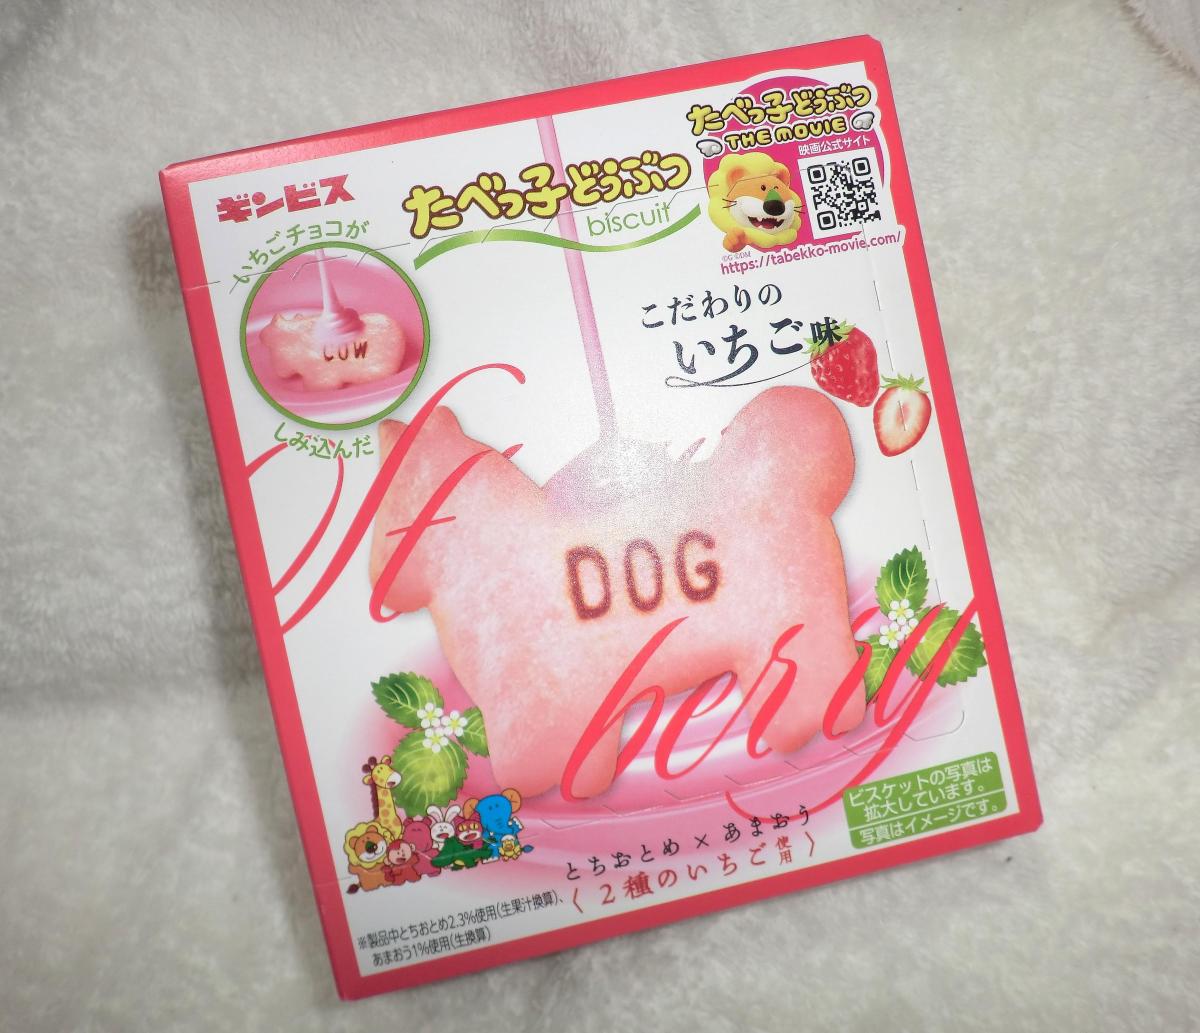 ギンビス
たべっ子どうぶつ
biscuit
たべっ子どうぶつ
THE MOVIE
映画公式サイト
©G ©DM
https://tabekko-movie.com/
いちごチョコが
COW
しみ込んだ
こだわりの
いちご味
St
DOG
berry
ビスケットの写真は
拡大しています。
写真はイメージです。
とちおとめ×あまおう
〈2種のいちご使用〉
※製品中とちおとめ2.3%使用(生果汁換算)、
あまおう1%使用(生換算)